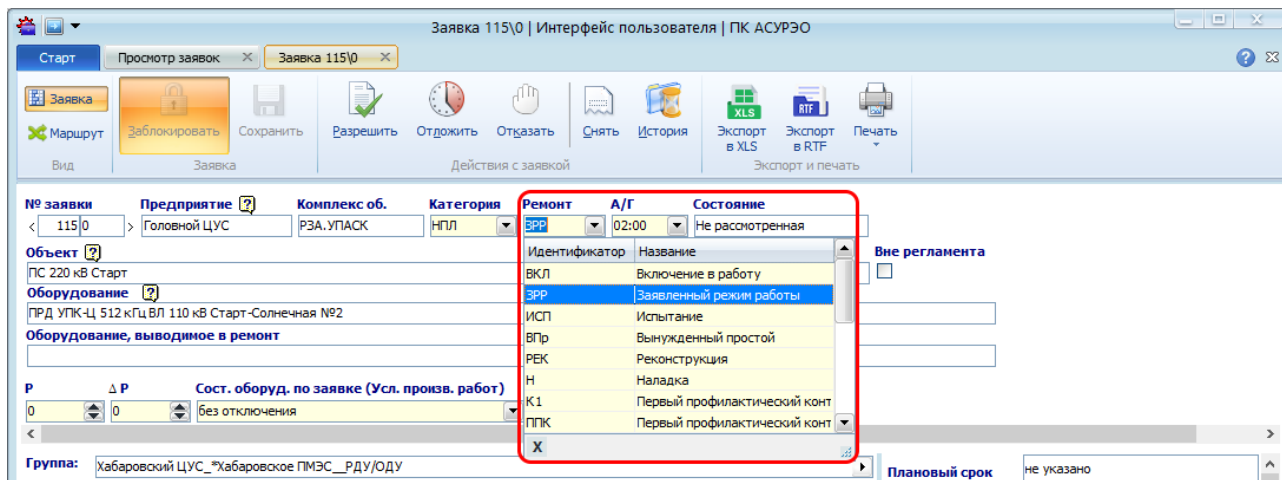 Заявка 115\0 | Интерфейс пользователя | ПК АСУРЭО
Старт Просмотр заявок Заявка 115\0
Заявка Заблокировать Сохранить Разрешить Отложить Отказать Снять История Экспорт в XLS Экспорт в RTF Печать
Маршрут
Вид Заявка Действия с заявкой Экспорт и печать
№ заявки Предприятие ? Комплекс об. Категория Ремонт А/Г Состояние
< 115 0 > Головной ЦУС РЗА.УПАСК НПЛ ЗРР 02:00 Не рассмотренная
Объект ? Идентификатор Название Вне регламента
ПС 220 кВ Старт ВКЛ Включение в работу
Оборудование ? ЗРР Заявленный режим работы
ПРД УПК-Ц 512 кГц ВЛ 110 кВ Старт-Солнечная №2 ИСП Испытание
Оборудование, выводимое в ремонт ВПр Вынужденный простой
РЕК Реконструкция
Р Δ Р Сост. оборуд. по заявке (Усл. произв. работ) Н Наладка
0 0 без отключения К1 Первый профилактический конт
ППК Первый профилактический конт
X
Группа: Хабаровский ЦУС_*Хабаровское ПМЭС__РДУ/ОДУ Плановый срок не указано